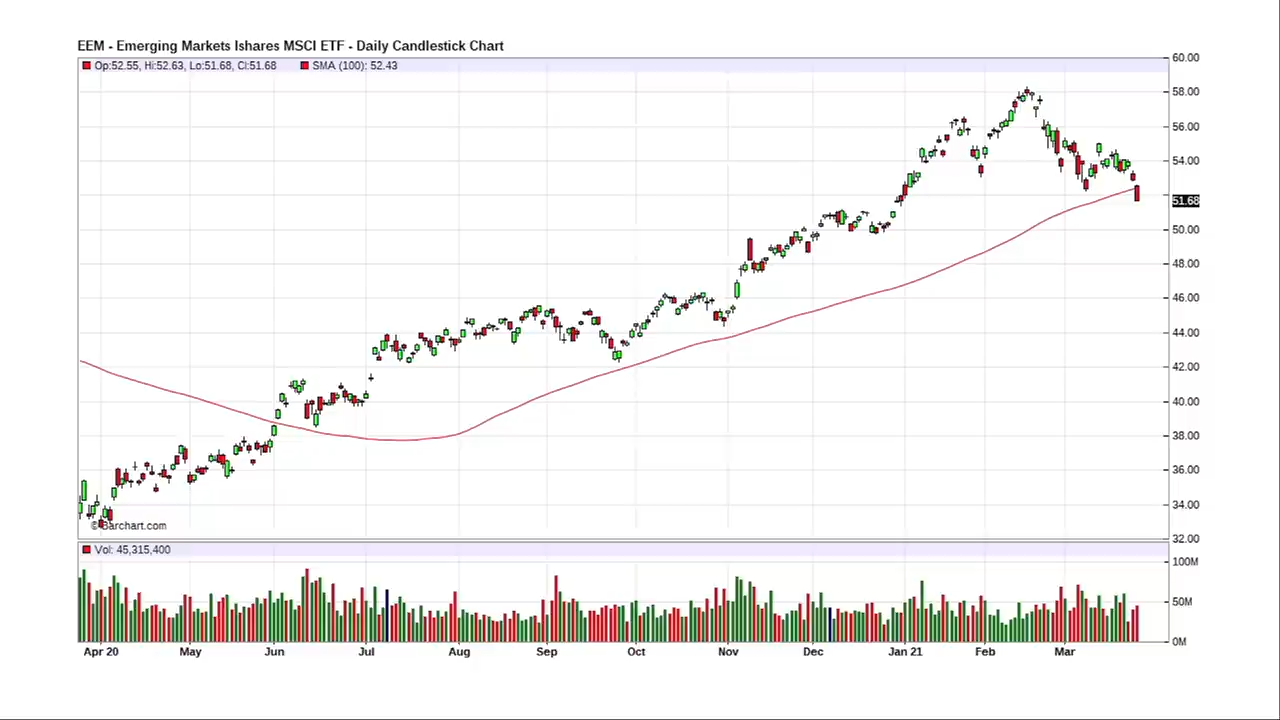 EEM - Emerging Markets Ishares MSCI ETF - Daily Candlestick Chart
Op:52.55, Hi:52.63, Lo:51.68, Cl:51.68 SMA (100): 52.43
60.00
58.00
56.00
54.00
51.68
50.00
48.00
46.00
44.00
42.00
40.00
38.00
36.00
34.00
32.00
© Barchart.com
Vol: 45,315,400
100M
50M
0M
Apr 20 May Jun Jul Aug Sep Oct Nov Dec Jan 21 Feb Mar